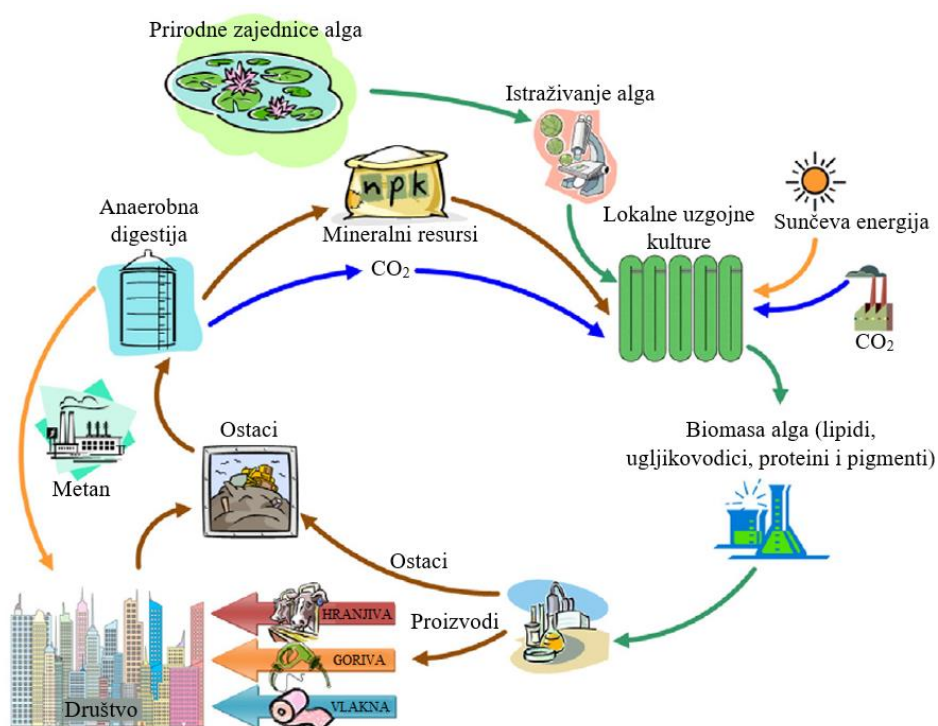 Prirodne zajednice alga
Istraživanje alga
npk
Anaerobna
digestija
Mineralni resursi
CO₂
Lokalne uzgojne
kulture
Sunčeva energija
CO₂
Biomasa alga (lipidi,
ugljikovodici, proteini i pigmenti)
Ostaci
Metan
Ostaci
Proizvodi
HRANJIVA
GORIVA
VLAKNA
Društvo